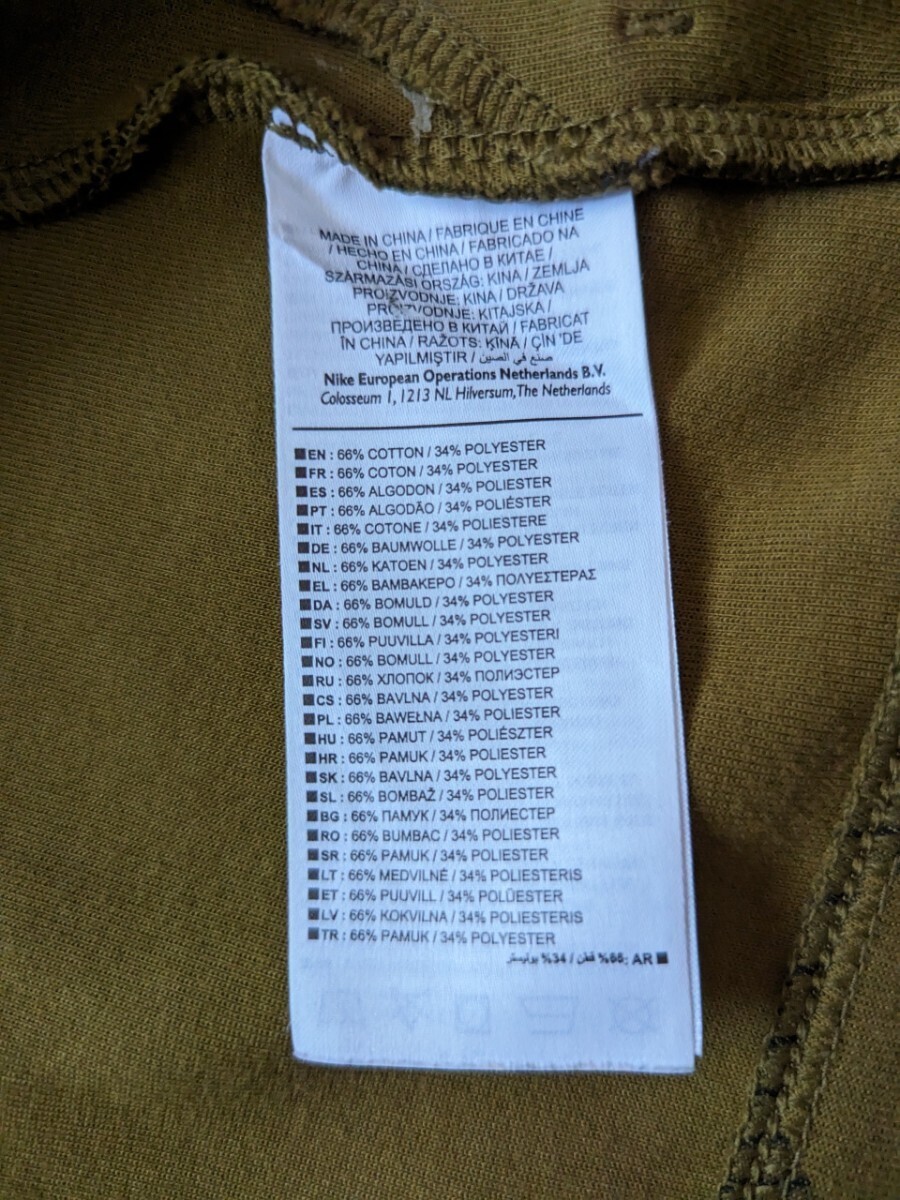 MADE IN CHINA / FABRIQUE EN CHINE
/ HECHO EN CHINA / FABRICADO NA
CHINA / СДЕЛАНО В КИТАЕ /
SZÁRMAZÁSI ORSZÁG: KINA / ZEMLJA
PROIZVODNJE: KINA / DRŽAVA
PROIZVODNJE: KITAJSKA /
ПРОИЗВЕДЕНО В КИТАЙ / FABRICAT
ÎN CHINA / RAŽOTS: ĶĪNĀ / ÇİN 'DE
YAPILMIŞTIR / صنع في الصين
Nike European Operations Netherlands B.V.
Colosseum 1, 1213 NL Hilversum, The Netherlands
EN : 66% COTTON / 34% POLYESTER
FR : 66% COTON / 34% POLYESTER
ES : 66% ALGODON / 34% POLIESTER
PT : 66% ALGODÃO / 34% POLIÉSTER
IT : 66% COTONE / 34% POLIESTERE
DE : 66% BAUMWOLLE / 34% POLYESTER
NL : 66% KATOEN / 34% POLYESTER
EL : 66% ΒΑΜΒΑΚΕΡΟ / 34% ΠΟΛΥΕΣΤΕΡΑΣ
DA : 66% BOMULD / 34% POLYESTER
SV : 66% BOMULL / 34% POLYESTER
FI : 66% PUUVILLA / 34% POLYESTERI
NO : 66% BOMULL / 34% POLYESTER
RU : 66% ХЛОПОК / 34% ПОЛИЭСТЕР
CS : 66% BAVLNA / 34% POLYESTER
PL : 66% BAWEŁNA / 34% POLIESTER
HU : 66% PAMUT / 34% POLIÉSZTER
HR : 66% PAMUK / 34% POLIESTER
SK : 66% BAVLNA / 34% POLYESTER
SL : 66% BOMBAŽ / 34% POLIESTER
BG : 66% ПАМУК / 34% ПОЛИЕСТЕР
RO : 66% BUMBAC / 34% POLIESTER
SR : 66% PAMUK / 34% POLIESTER
LT : 66% MEDVILNĖ / 34% POLIESTERIS
ET : 66% PUUVILL / 34% POLÜESTER
LV : 66% KOKVILNA / 34% POLIESTERIS
TR : 66% PAMUK / 34% POLYESTER
AR :66% قطن / 34% بوليستر